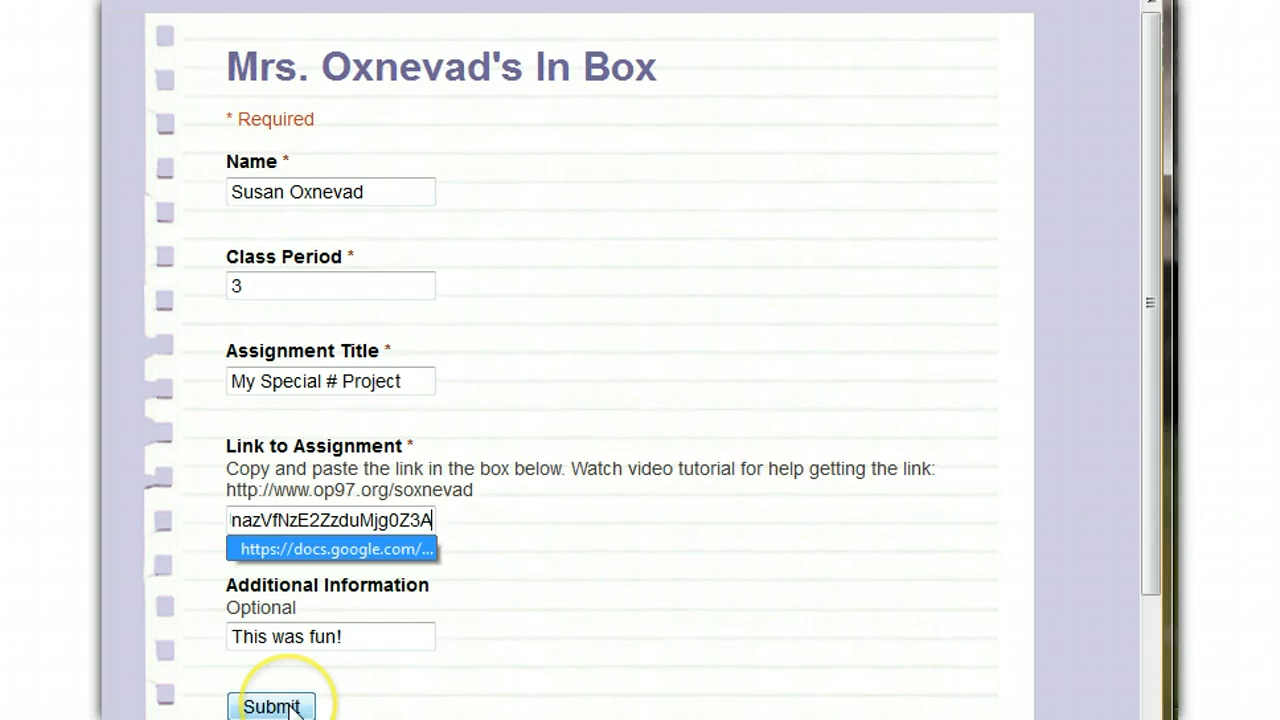 Mrs. Oxnevad's In Box
* Required
Name *
Susan Oxnevad
Class Period *
3
Assignment Title *
My Special # Project
Link to Assignment *
Copy and paste the link in the box below. Watch video tutorial for help getting the link:
http://www.op97.org/soxnevad
nazVfNzE2ZzduMjg0Z3A
https://docs.google.com/...
Additional Information
Optional
This was fun!
Submit